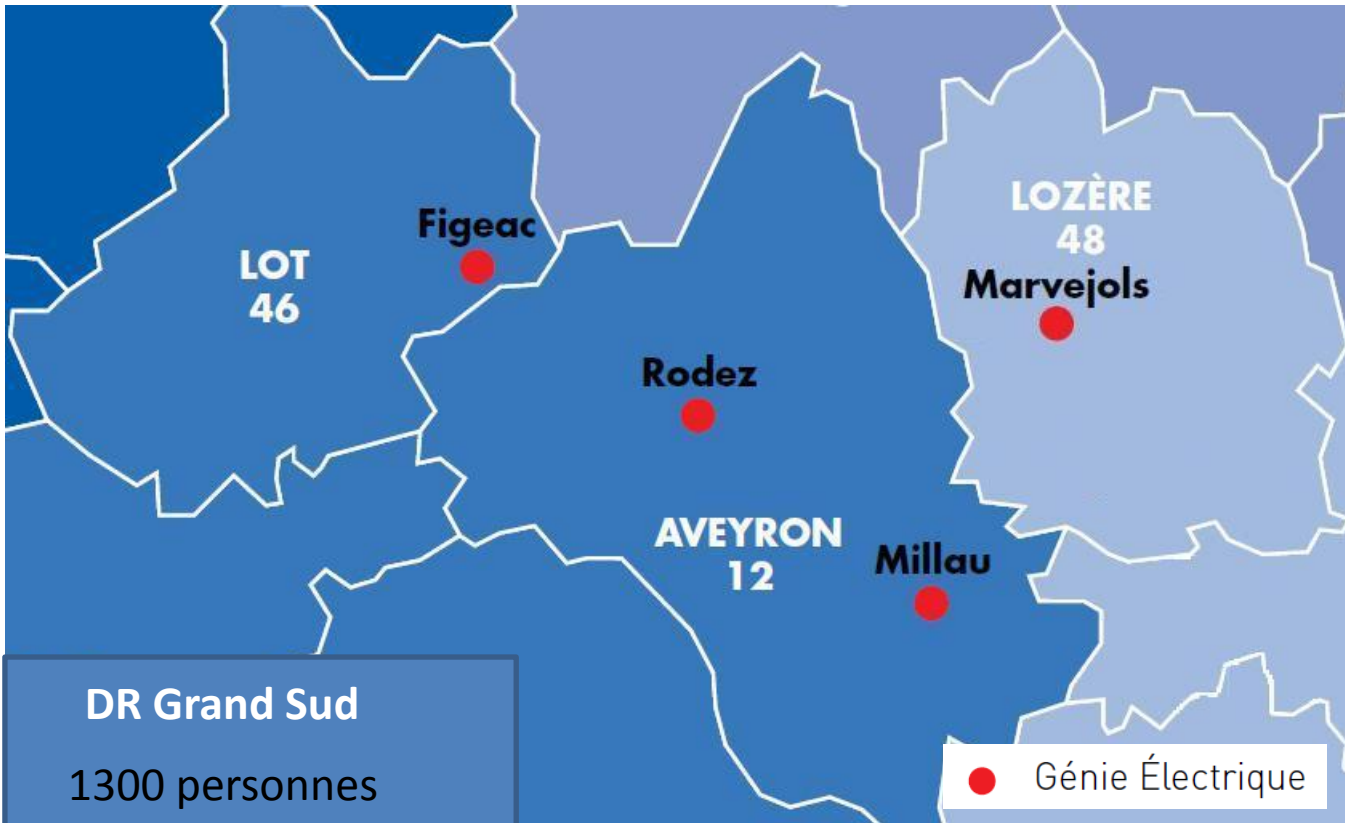 Figeac
LOT
46
LOZÈRE
48
Marvejols
Rodez
AVEYRON
12
Millau
DR Grand Sud
1300 personnes
Génie Électrique